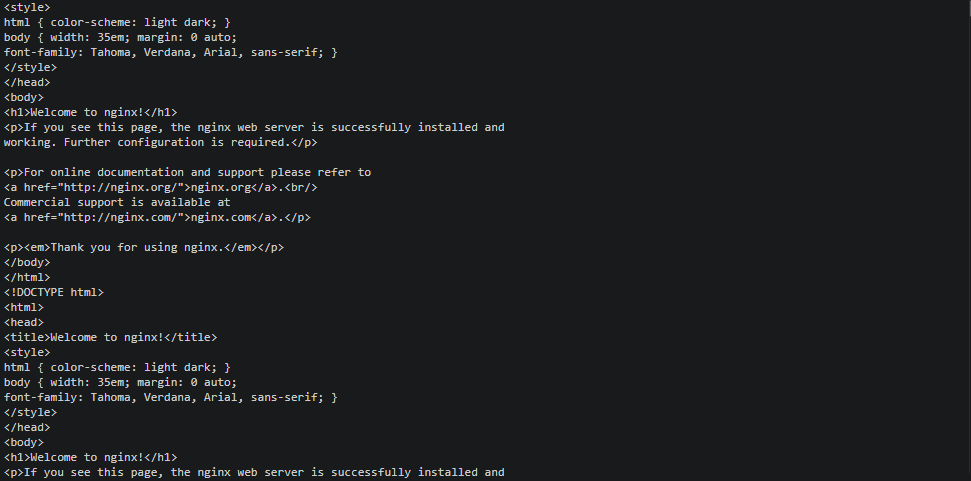 <style>
html { color-scheme: light dark; }
body { width: 35em; margin: 0 auto;
font-family: Tahoma, Verdana, Arial, sans-serif; }
</style>
</head>
<body>
<h1>Welcome to nginx!</h1>
<p>If you see this page, the nginx web server is successfully installed and
working. Further configuration is required.</p>

<p>For online documentation and support please refer to
<a href="http://nginx.org/">nginx.org</a>.<br/>
Commercial support is available at
<a href="http://nginx.com/">nginx.com</a>.</p>

<p><em>Thank you for using nginx.</em></p>
</body>
</html>
<!DOCTYPE html>
<html>
<head>
<title>Welcome to nginx!</title>
<style>
html { color-scheme: light dark; }
body { width: 35em; margin: 0 auto;
font-family: Tahoma, Verdana, Arial, sans-serif; }
</style>
</head>
<body>
<h1>Welcome to nginx!</h1>
<p>If you see this page, the nginx web server is successfully installed and